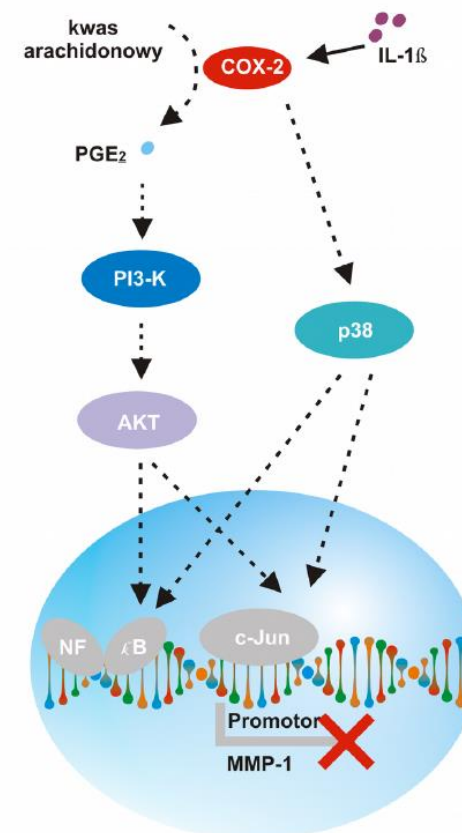 kwas
arachidonowy
COX-2
IL-1ß
PGE2
PI3-K
p38
AKT
NF
κB
c-Jun
Promotor
MMP-1